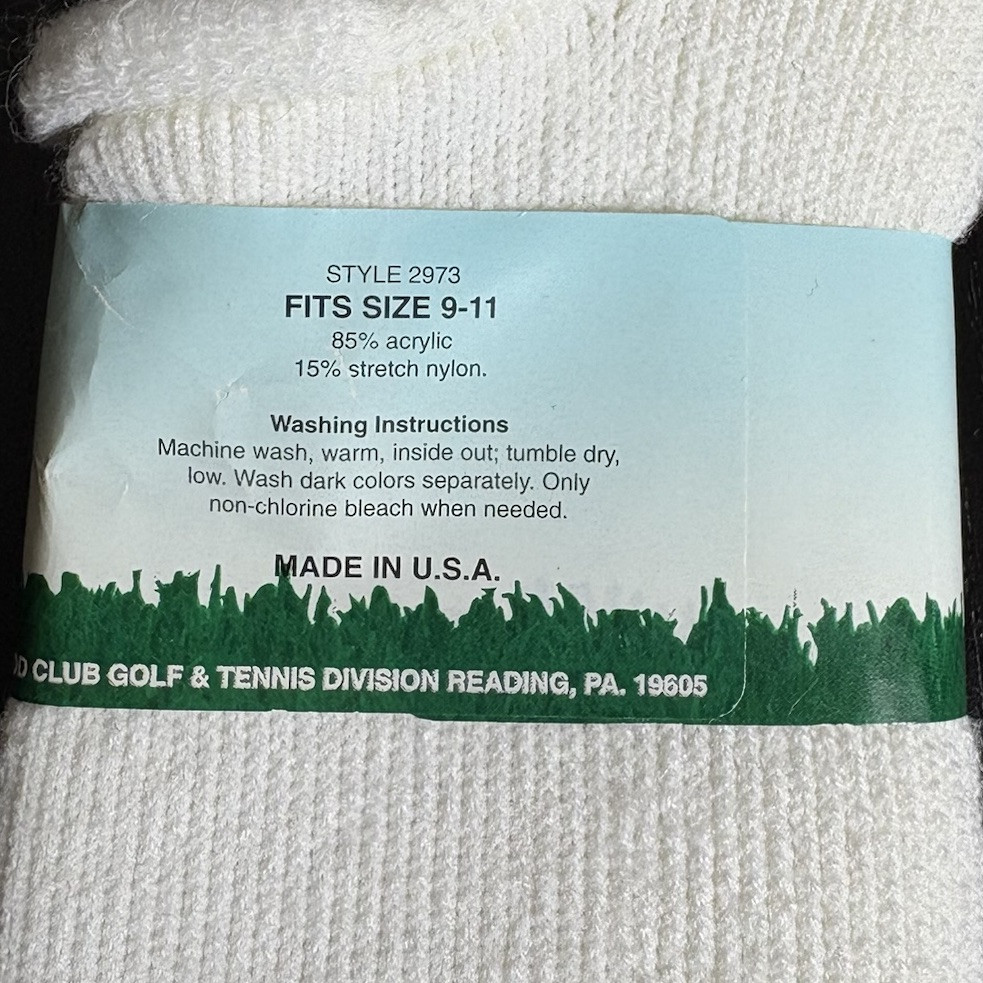 STYLE 2973
FITS SIZE 9-11
85% acrylic
15% stretch nylon.
Washing Instructions
Machine wash, warm, inside out; tumble dry,
low. Wash dark colors separately. Only
non-chlorine bleach when needed.
MADE IN U.S.A.
CLUB GOLF & TENNIS DIVISION READING, PA. 19605